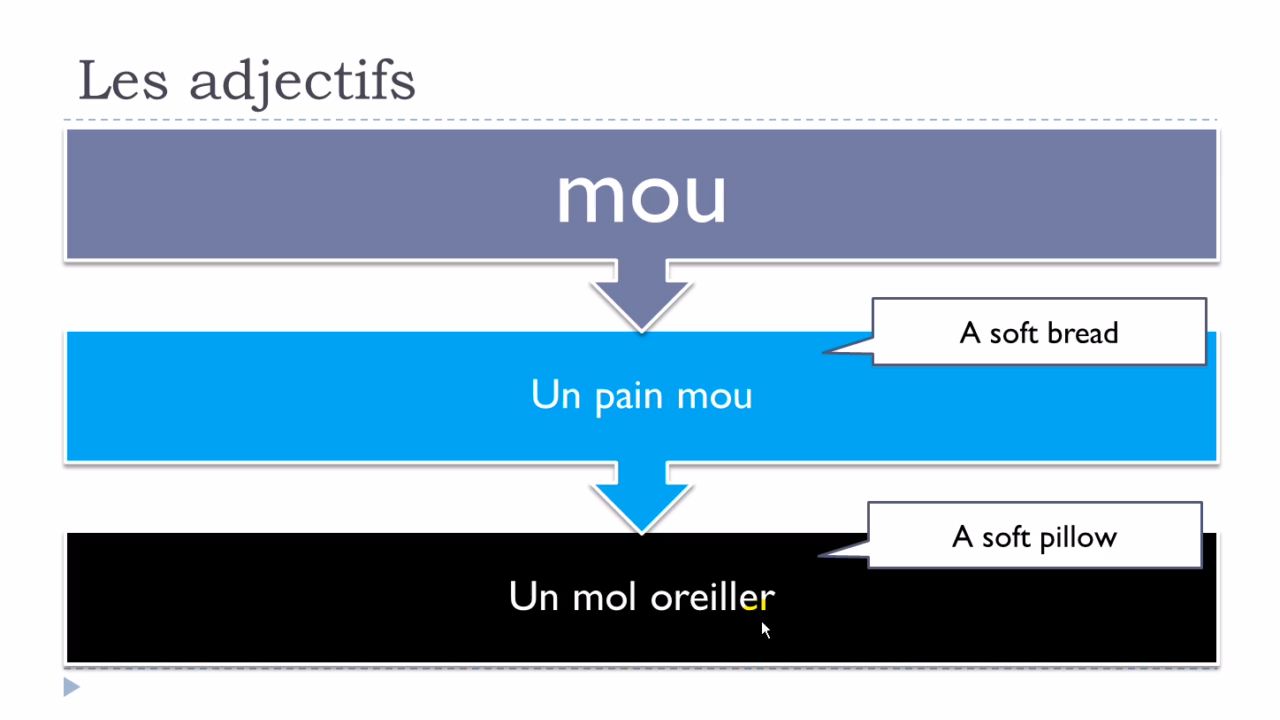 Les adjectifs
mou
A soft bread
Un pain mou
A soft pillow
Un mol oreiller